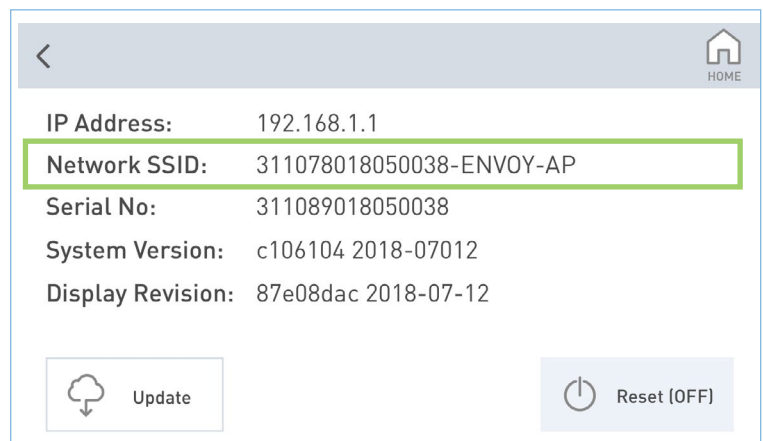 HOME
IP Address: 192.168.1.1
Network SSID: 311078018050038-ENVOY-AP
Serial No: 311089018050038
System Version: c106104 2018-07012
Display Revision: 87e08dac 2018-07-12
Update Reset (OFF)